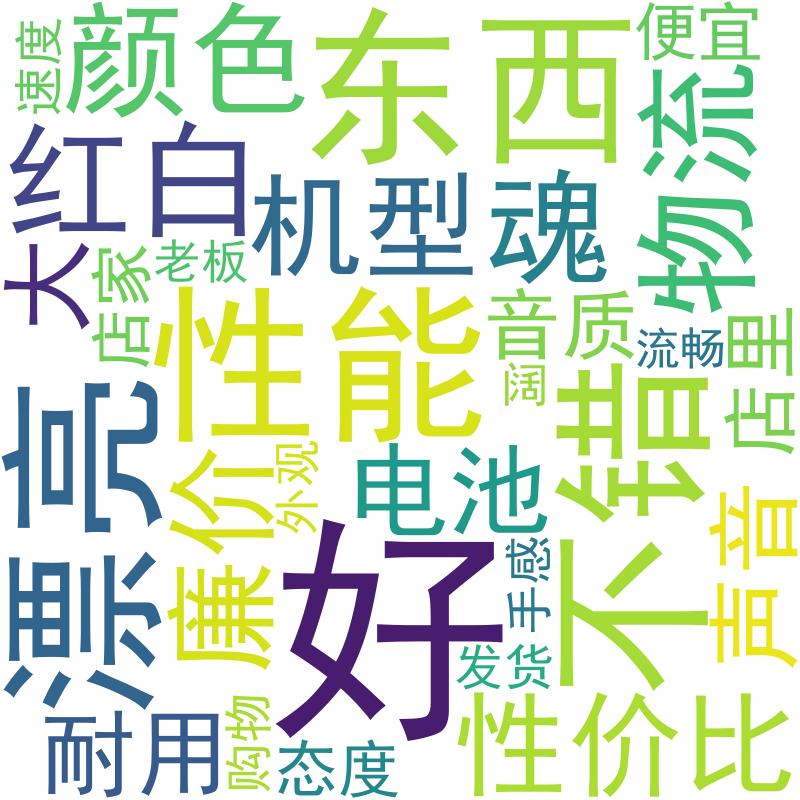 速度
颜色
东西
便宜
物流
红白
大
机型
魂
店家
老板
性能
音质
流畅
店里
阔
漂亮
不错
廉价
外观
电池
声音
好
手感
发货
耐用
购物
态度
性价比